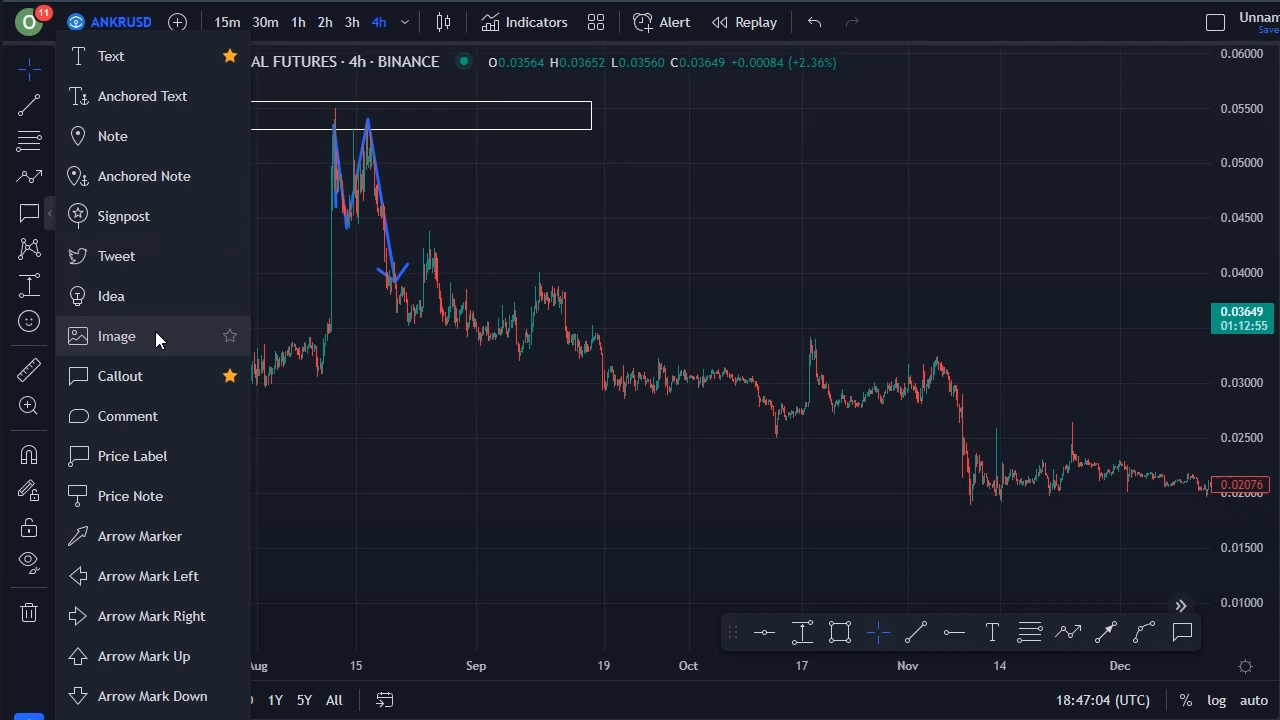 11
ANKRUSD
15m 30m 1h 2h 3h 4h
Indicators
Alert
Replay
Unnam
Save
Text
Anchored Text
Note
Anchored Note
Signpost
Tweet
Idea
Image
Callout
Comment
Price Label
Price Note
Arrow Marker
Arrow Mark Left
Arrow Mark Right
Arrow Mark Up
Arrow Mark Down
AL FUTURES · 4h · BINANCE
O0.03564 H0.03652 L0.03560 C0.03649 +0.00084 (+2.36%)
0.06000
0.05500
0.05000
0.04500
0.04000
0.03649
01:12:55
0.03000
0.02500
0.02076
0.02000
0.01500
0.01000
Aug 15 Sep 19 Oct 17 Nov 14 Dec
1Y 5Y All
18:47:04 (UTC) % log auto